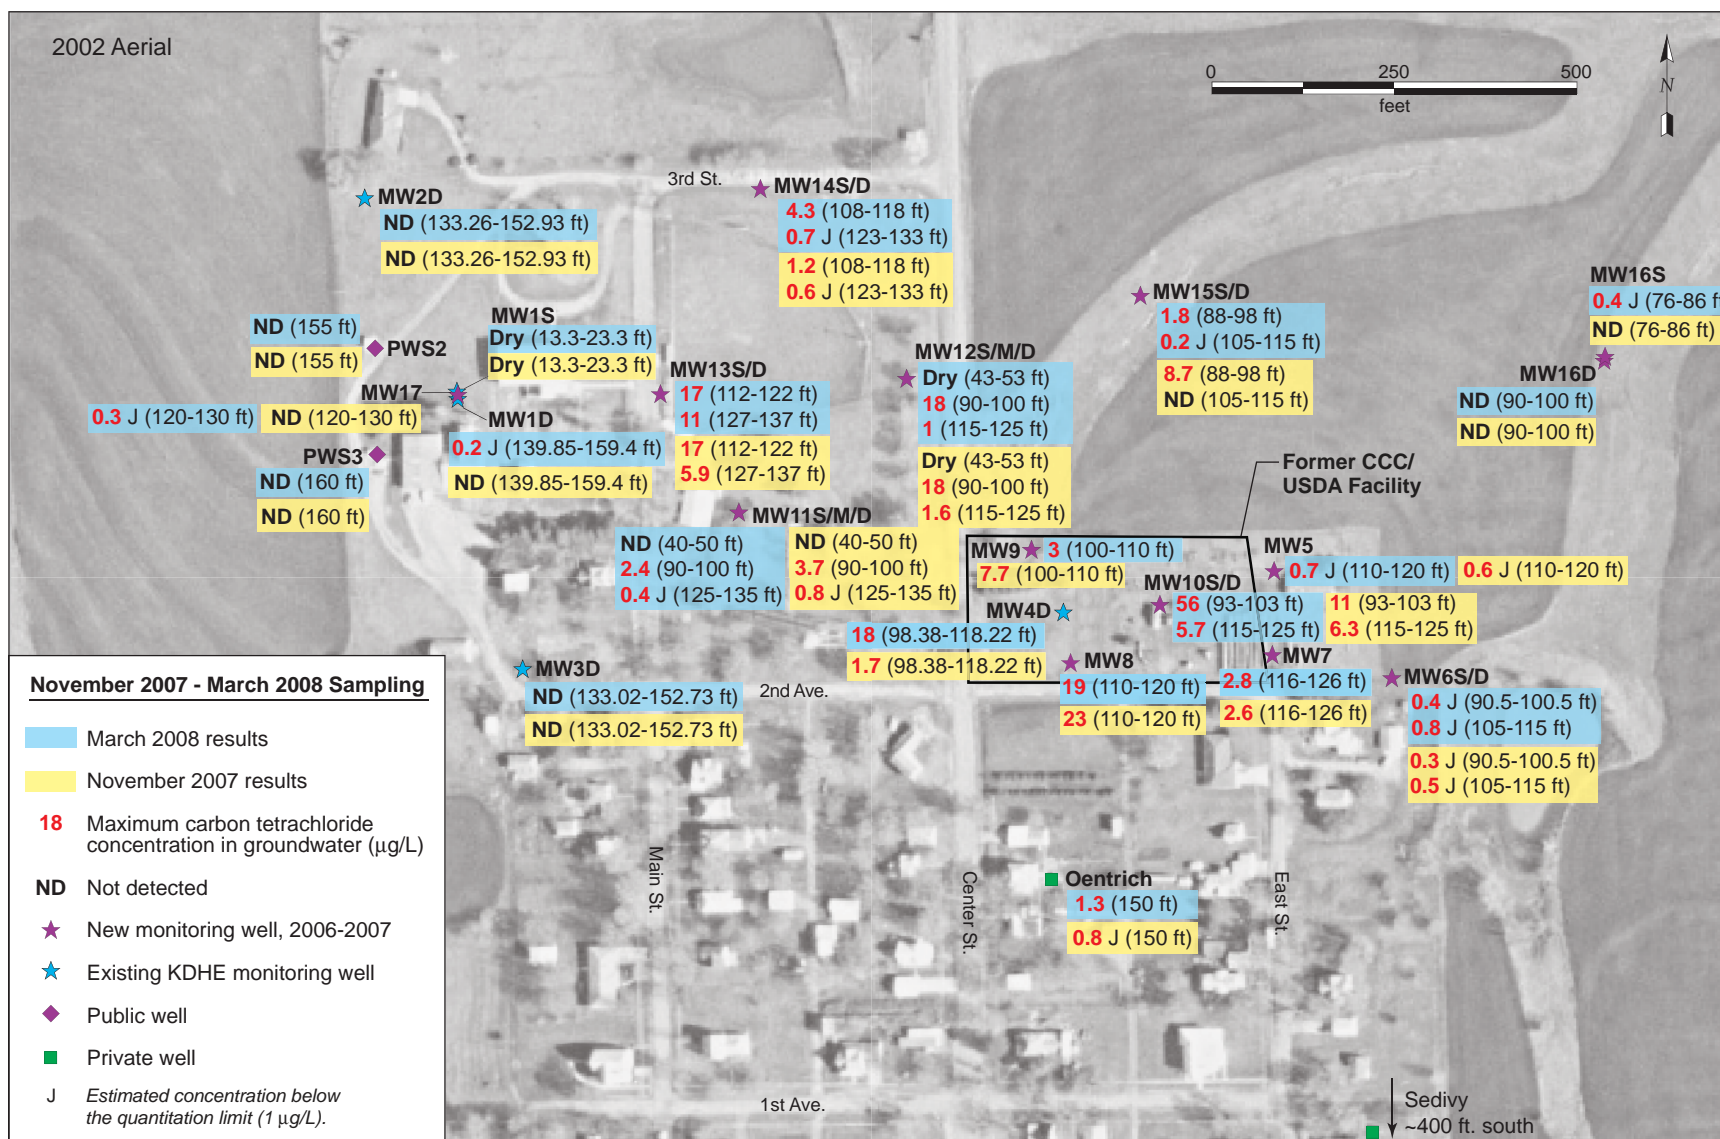 2002 Aerial
0 250 500
feet
N
3rd St.
MW2D
ND (133.26-152.93 ft)
ND (133.26-152.93 ft)
MW14S/D
4.3 (108-118 ft)
0.7 J (123-133 ft)
1.2 (108-118 ft)
0.6 J (123-133 ft)
MW15S/D
1.8 (88-98 ft)
0.2 J (105-115 ft)
8.7 (88-98 ft)
ND (105-115 ft)
MW16S
0.4 J (76-86 ft
ND (76-86 ft)
MW16D
ND (90-100 ft)
ND (90-100 ft)
ND (155 ft)
PWS2
ND (155 ft)
MW1S
Dry (13.3-23.3 ft)
Dry (13.3-23.3 ft)
MW17
0.3 J (120-130 ft) ND (120-130 ft)
MW1D
0.2 J (139.85-159.4 ft)
ND (139.85-159.4 ft)
PWS3
ND (160 ft)
ND (160 ft)
MW13S/D
17 (112-122 ft)
11 (127-137 ft)
17 (112-122 ft)
5.9 (127-137 ft)
MW12S/M/D
Dry (43-53 ft)
18 (90-100 ft)
1 (115-125 ft)
Dry (43-53 ft)
18 (90-100 ft)
1.6 (115-125 ft)
MW11S/M/D
ND (40-50 ft) ND (40-50 ft)
2.4 (90-100 ft) 3.7 (90-100 ft)
0.4 J (125-135 ft) 0.8 J (125-135 ft)
Former CCC/
USDA Facility
MW9 3 (100-110 ft)
7.7 (100-110 ft)
MW5
0.7 J (110-120 ft) 0.6 J (110-120 ft)
MW10S/D
56 (93-103 ft) 11 (93-103 ft)
5.7 (115-125 ft) 6.3 (115-125 ft)
MW4D
18 (98.38-118.22 ft)
1.7 (98.38-118.22 ft)
MW8
19 (110-120 ft)
23 (110-120 ft)
MW7
2.8 (116-126 ft)
2.6 (116-126 ft)
MW6S/D
0.4 J (90.5-100.5 ft)
0.8 J (105-115 ft)
0.3 J (90.5-100.5 ft)
0.5 J (105-115 ft)
MW3D
ND (133.02-152.73 ft)
ND (133.02-152.73 ft)
2nd Ave.
Main St.
Center St.
East St.
Oentrich
1.3 (150 ft)
0.8 J (150 ft)
1st Ave.
Sedivy
~400 ft. south
November 2007 - March 2008 Sampling
March 2008 results
November 2007 results
18 Maximum carbon tetrachloride
concentration in groundwater (µg/L)
ND Not detected
New monitoring well, 2006-2007
Existing KDHE monitoring well
Public well
Private well
J Estimated concentration below
the quantitation limit (1 µg/L).